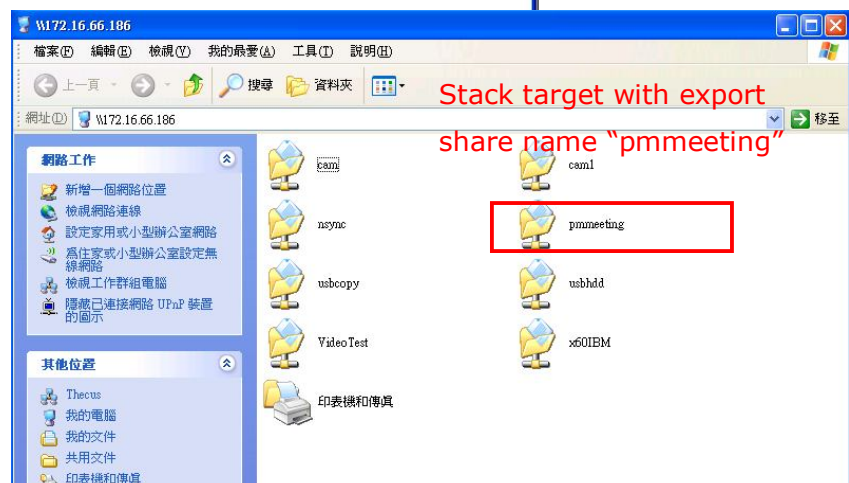 \\172.16.66.186
檔案(F) 編輯(E) 檢視(V) 我的最愛(A) 工具(T) 說明(H)
上一頁 搜尋 資料夾
Stack target with export
share name “pmmeeting”
網址(D) \\172.16.66.186 移至
網路工作
新增一個網路位置
檢視網路連線
設定家用或小型辦公室網路
為住家或小型辦公室設定無
線網路
檢視工作群組電腦
隱藏已連接網路 UPnP 裝置
的圖示
其他位置
Thecus
我的電腦
我的文件
共用文件
印表機和傳真
cam
cam1
nsync
pmmeeting
usbcopy
usbhdd
VideoTest
x60IBM
印表機和傳真